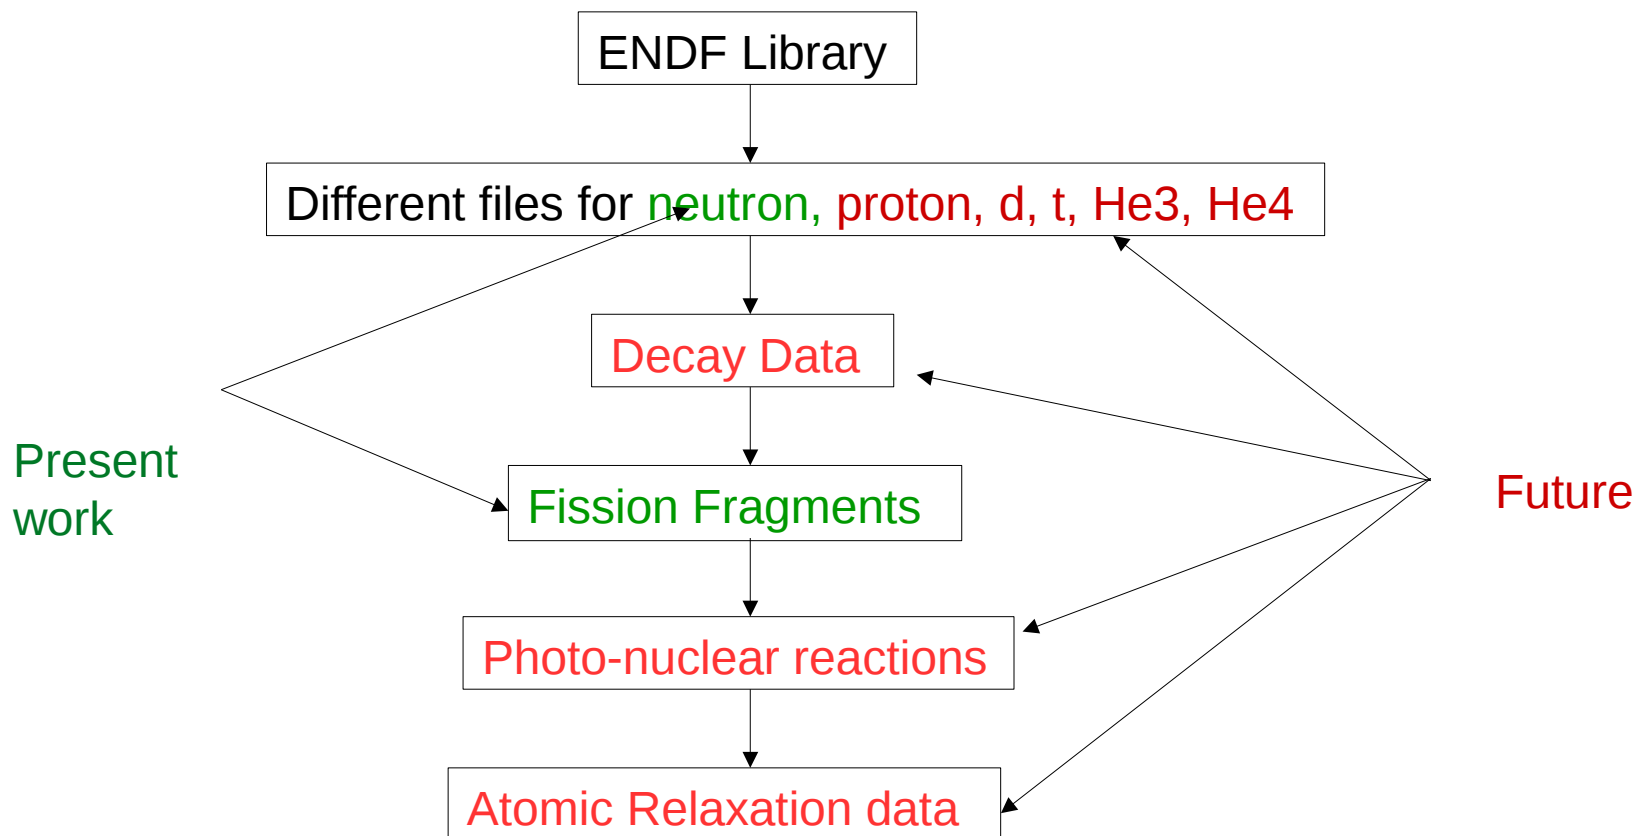 ENDF Library
Different files for neutron, proton, d, t, He3, He4
Decay Data
Present
work
Fission Fragments
Future
Photo-nuclear reactions
Atomic Relaxation data